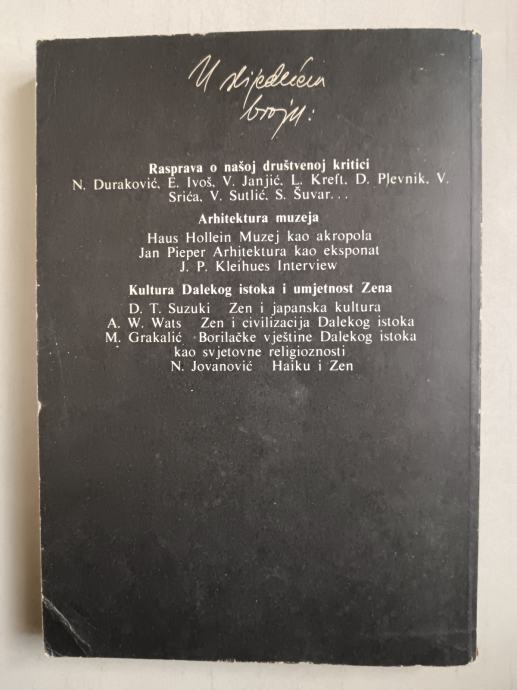 U slijedećem
broju:
Rasprava o našoj društvenoj kritici
N. Duraković, E. Ivoš, V. Janjić, L. Kreft, D. Plevnik, V.
Srića, V. Sutlić, S. Šuvar...
Arhitektura muzeja
Haus Hollein Muzej kao akropola
Jan Pieper Arhitektura kao eksponat
J. P. Kleihues Interview
Kultura Dalekog istoka i umjetnost Zena
D. T. Suzuki Zen i japanska kultura
A. W. Wats Zen i civilizacija Dalekog istoka
M. Grakalić Borilačke vještine Dalekog istoka
kao svjetovne religioznosti
N. Jovanović Haiku i Zen